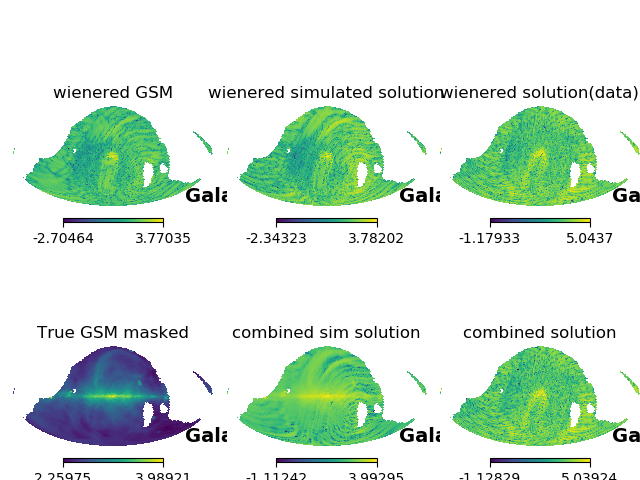 wienered GSM
wienered simulated solution
wienered solution(data)
Gala
Gala
Ga
-2.70464 3.77035
-2.34323 3.78202
-1.17933 5.0437
True GSM masked
combined sim solution
combined solution
Gala
Gala
Ga
2.25975 3.98921
-1.11242 3.99295
-1.12829 5.03924